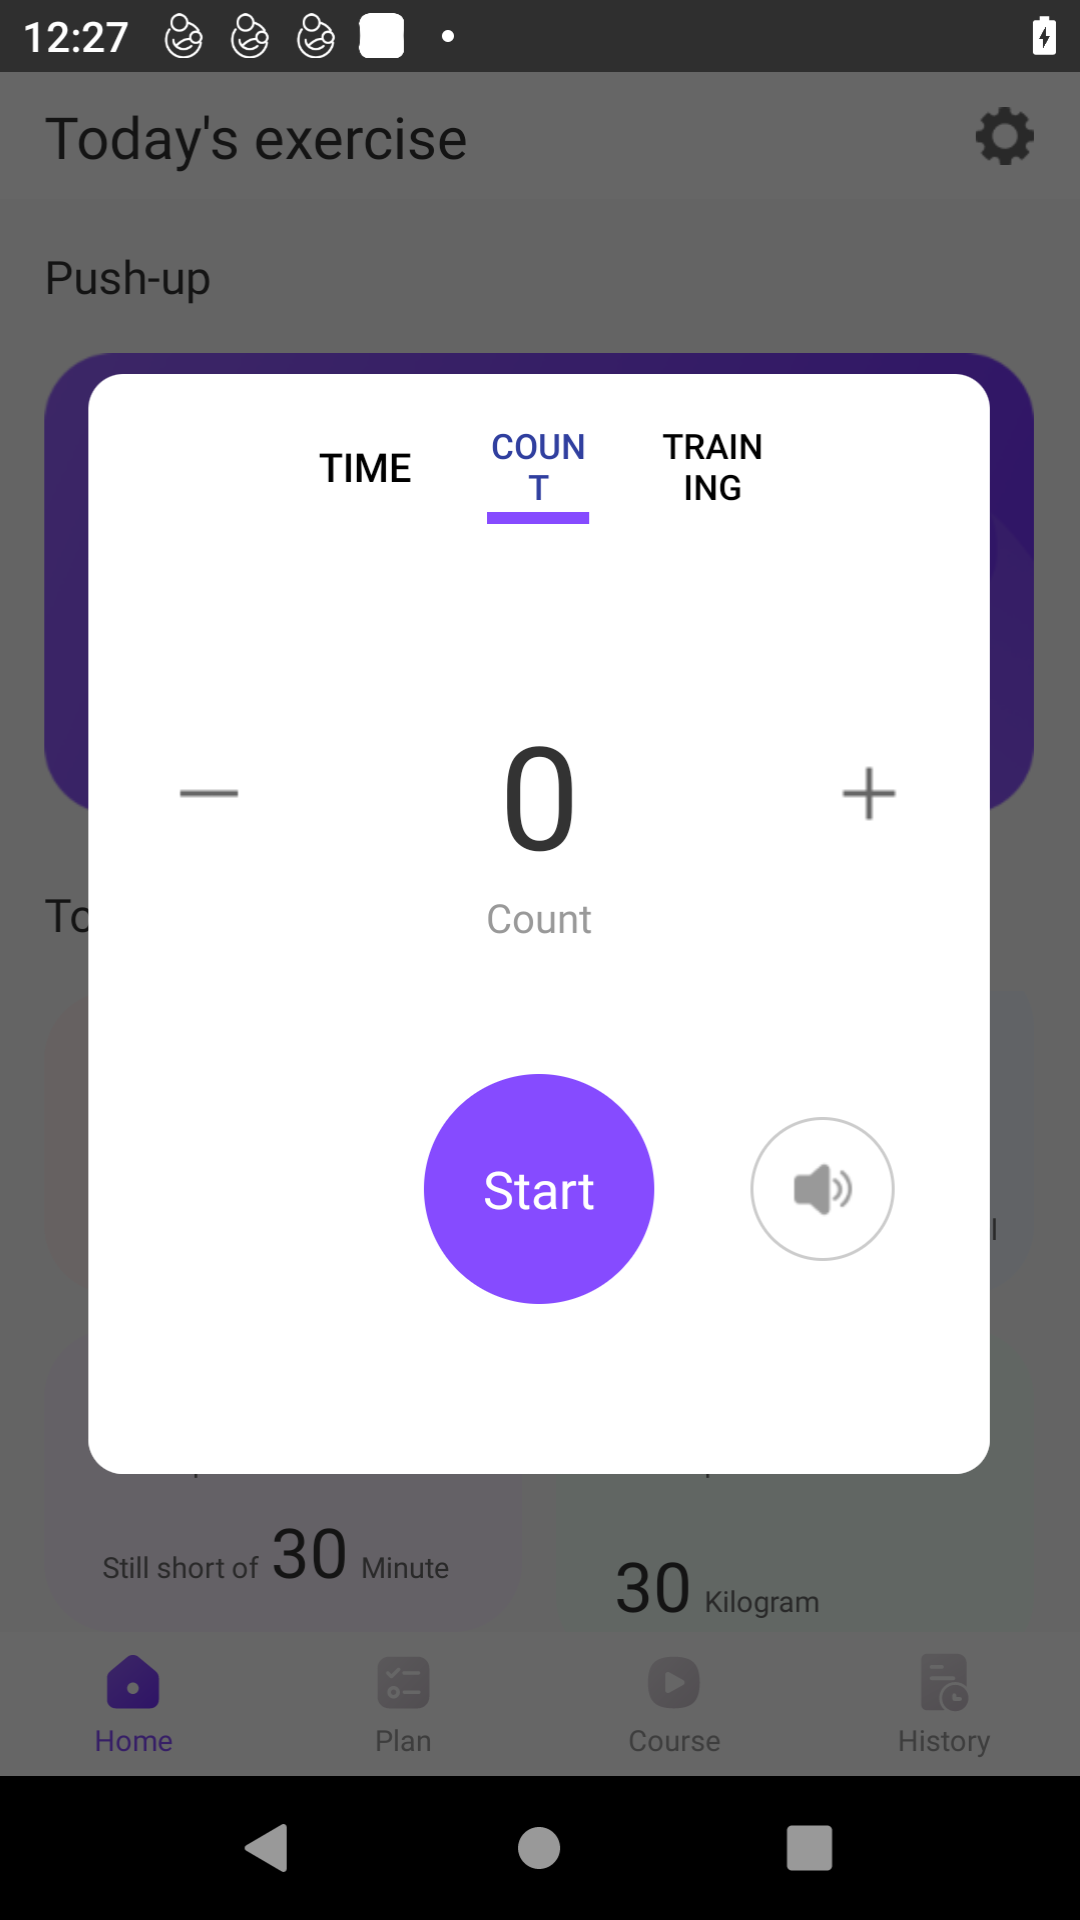 12:27
Today's exercise
Push-up
TIME
COUN
T
TRAIN
ING
0
Count
Start
Still short of 30 Minute
30 Kilogram
Home
Plan
Course
History